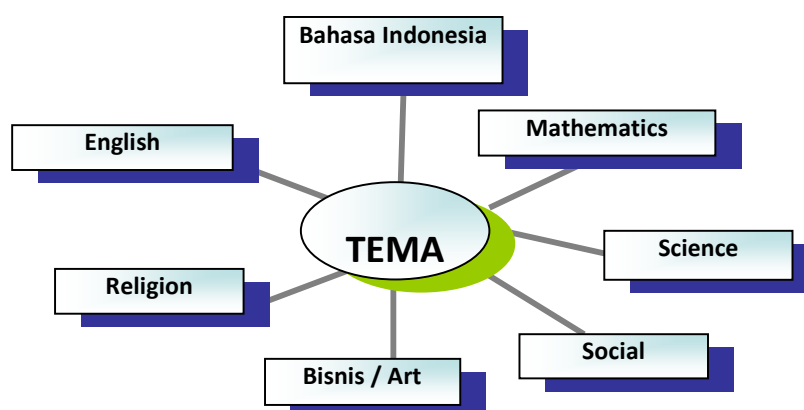 Bahasa Indonesia
Mathematics
English
TEMA
Science
Religion
Social
Bisnis / Art